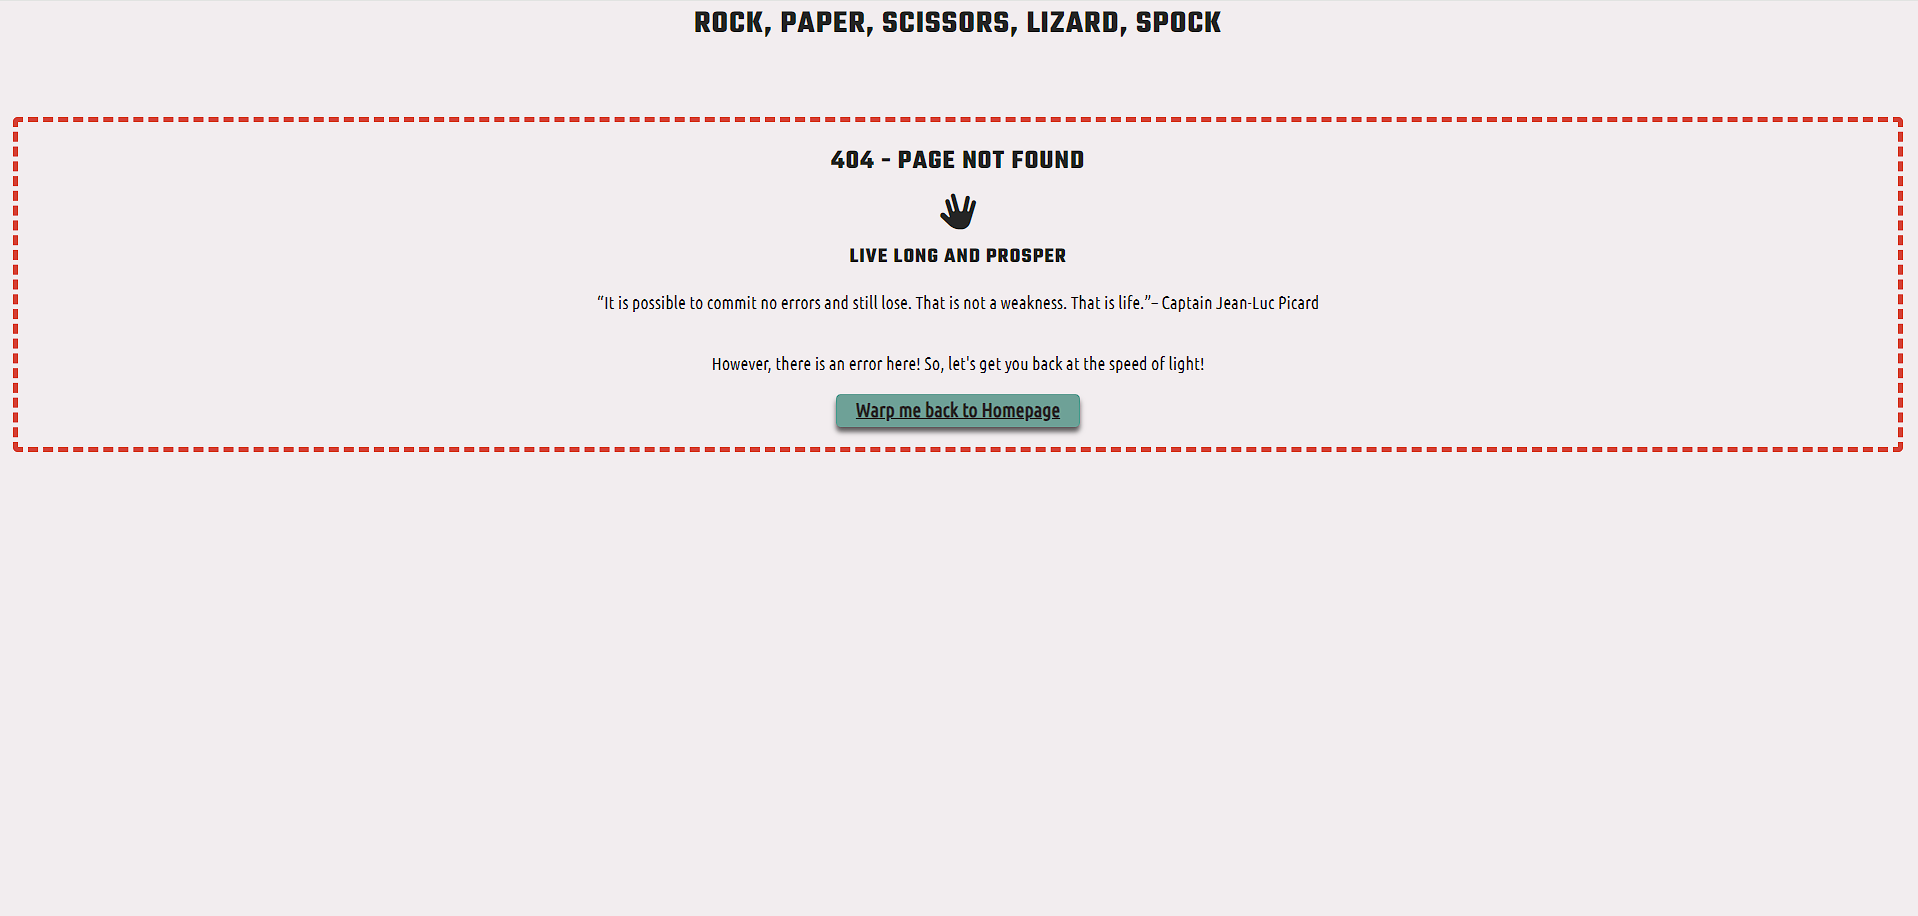 ROCK, PAPER, SCISSORS, LIZARD, SPOCK
404 - PAGE NOT FOUND
LIVE LONG AND PROSPER
“It is possible to commit no errors and still lose. That is not a weakness. That is life.”– Captain Jean-Luc Picard
However, there is an error here! So, let's get you back at the speed of light!
Warp me back to Homepage